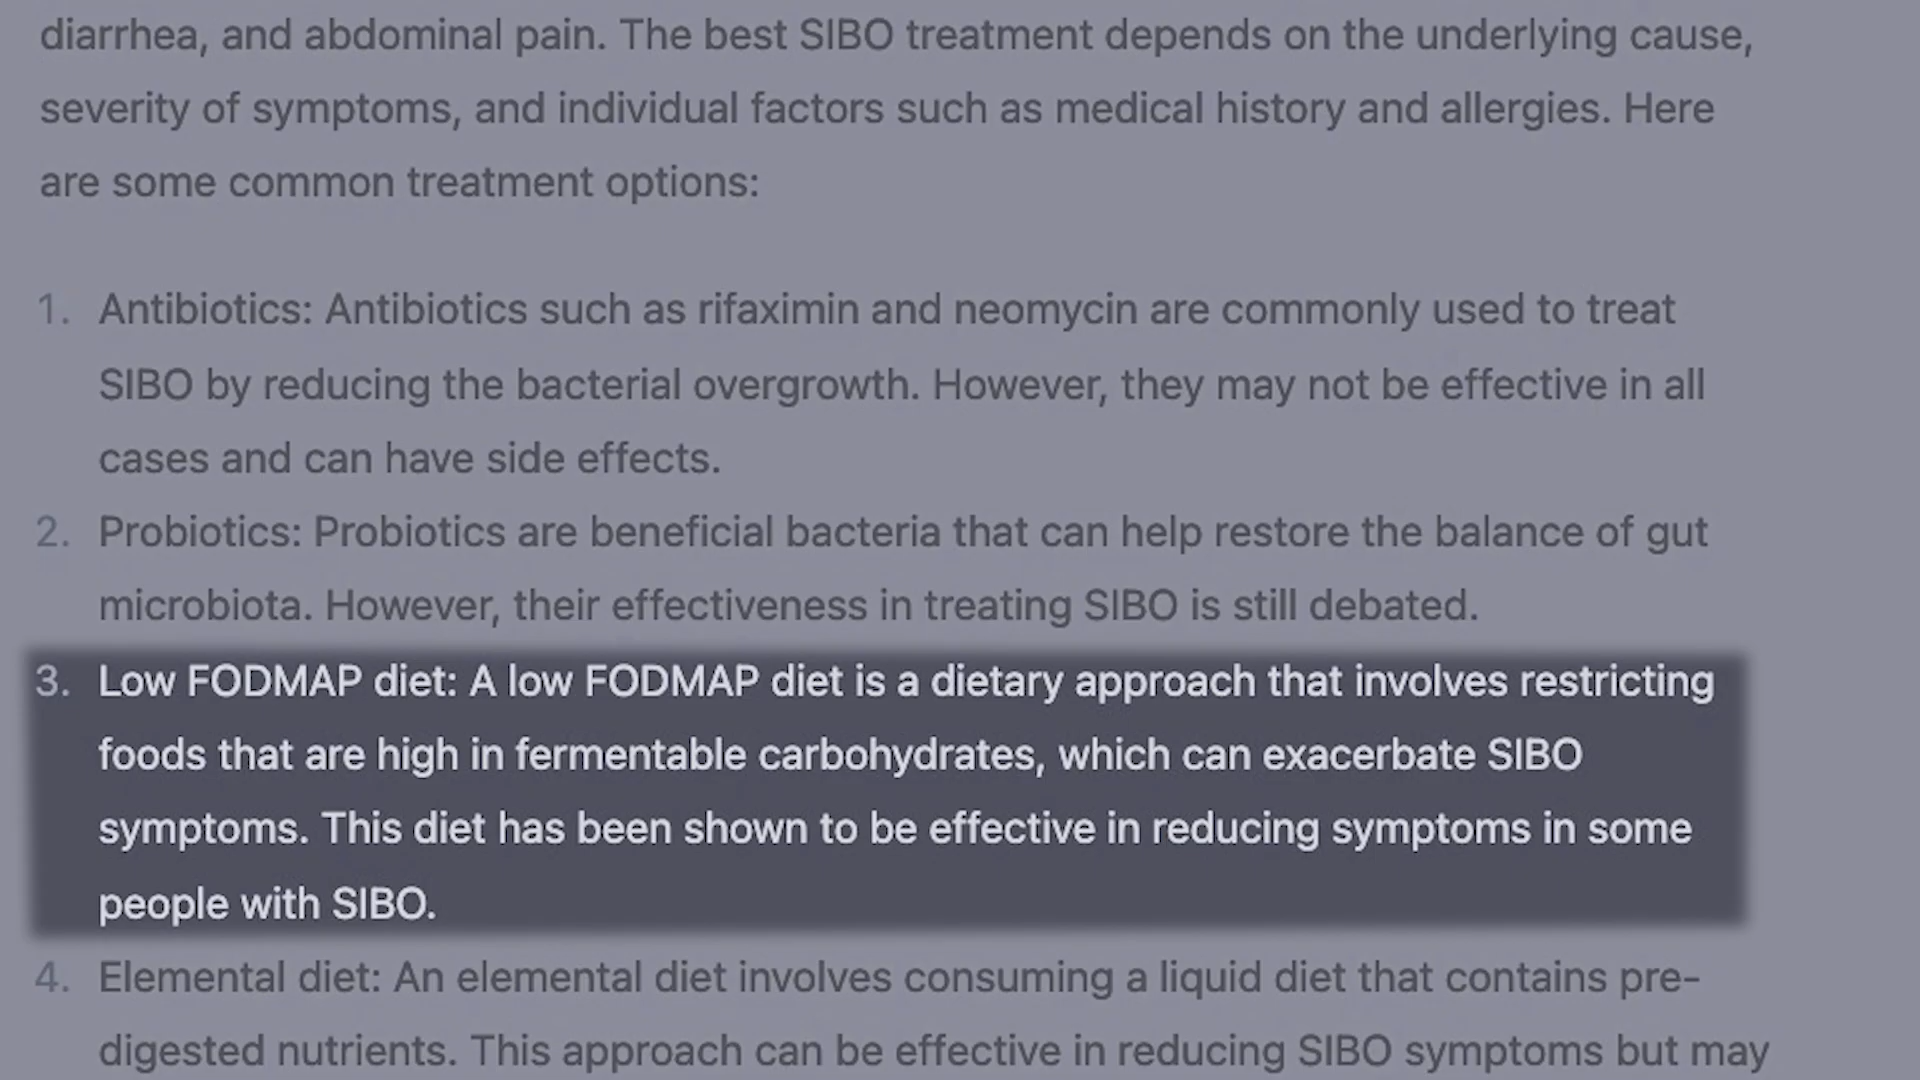 diarrhea, and abdominal pain. The best SIBO treatment depends on the underlying cause,
severity of symptoms, and individual factors such as medical history and allergies. Here
are some common treatment options:
1. Antibiotics: Antibiotics such as rifaximin and neomycin are commonly used to treat
SIBO by reducing the bacterial overgrowth. However, they may not be effective in all
cases and can have side effects.
2. Probiotics: Probiotics are beneficial bacteria that can help restore the balance of gut
microbiota. However, their effectiveness in treating SIBO is still debated.
3. Low FODMAP diet: A low FODMAP diet is a dietary approach that involves restricting
foods that are high in fermentable carbohydrates, which can exacerbate SIBO
symptoms. This diet has been shown to be effective in reducing symptoms in some
people with SIBO.
4. Elemental diet: An elemental diet involves consuming a liquid diet that contains pre-
digested nutrients. This approach can be effective in reducing SIBO symptoms but may